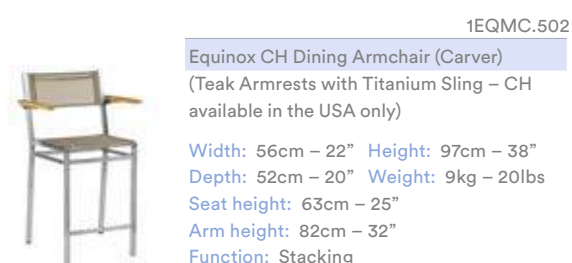 1EQMC.502
Equinox CH Dining Armchair (Carver)
(Teak Armrests with Titanium Sling – CH
available in the USA only)
Width: 56cm – 22” Height: 97cm – 38”
Depth: 52cm – 20” Weight: 9kg – 20lbs
Seat height: 63cm – 25”
Arm height: 82cm – 32”
Function: Stacking